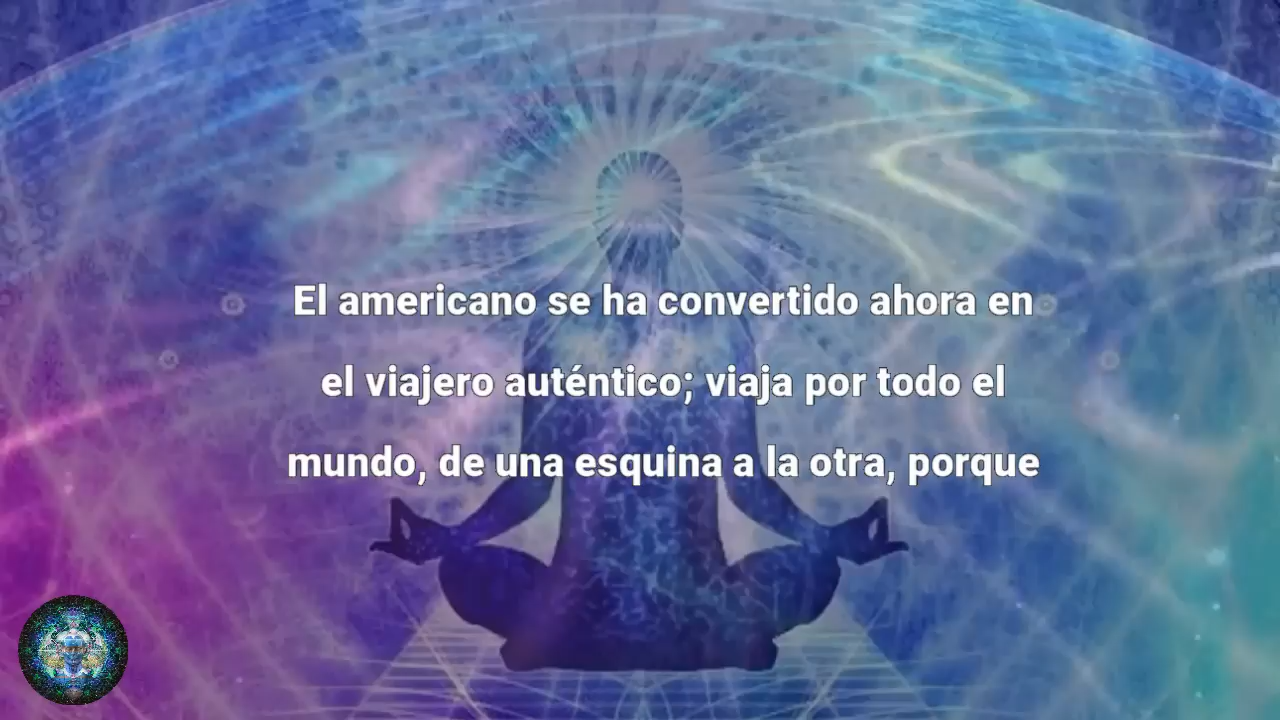 El americano se ha convertido ahora en
el viajero auténtico; viaja por todo el
mundo, de una esquina a la otra, porque